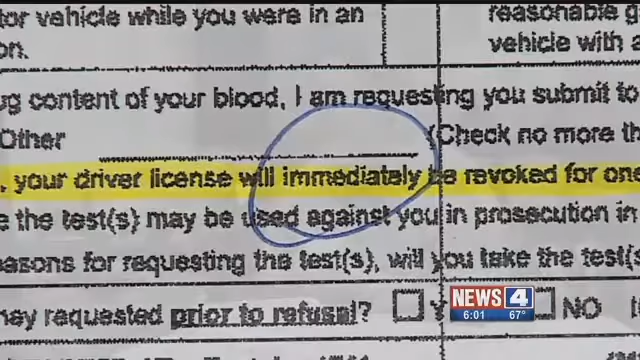 tor vehicle while you were in an
on.
reasonable g
vehicle with a
ug content of your blood, I am requesting you submit to
Other (Check no more th
, your driver license will immediately be revoked for one
e the test(s) may be used against you in prosecution in
easons for requesting the test(s), will you take the test(s
ney requested prior to refusal? Y NO
NEWS 4
6:01 67°